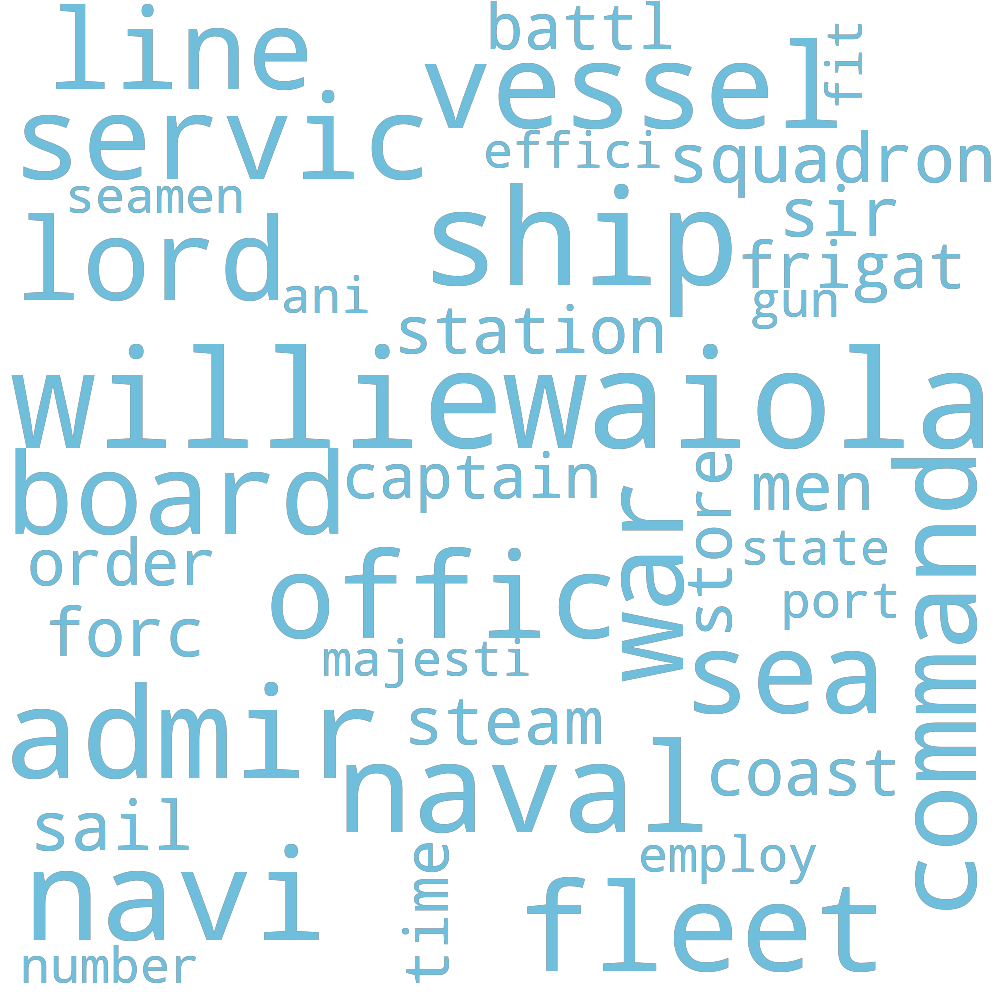 line
battl
fit
vessel
servic
effici
squadron
seamen
ship
sir
lord
frigat
ani
gun
station
williewaiola
board
captain
store
men
command
war
order
state
offic
port
forc
majesti
sea
admir
steam
naval
coast
sail
time
employ
navi
fleet
number